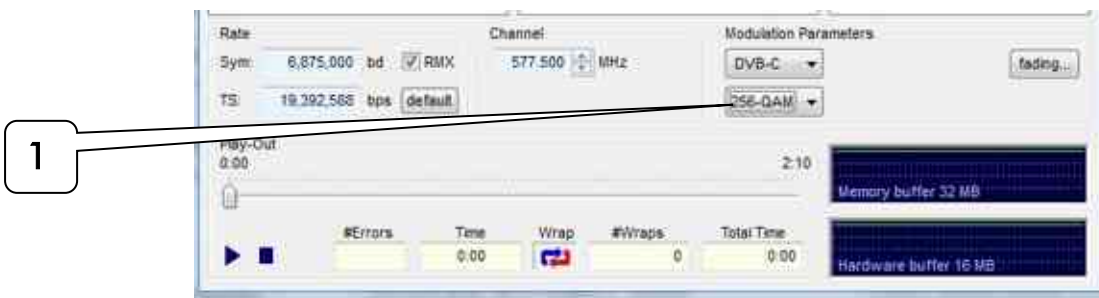 Rate
Channel
Modulation Parameters
Sym: 6,875,000 bd RMX
577.500 MHz
DVB-C
fading...
TS: 19,392,588 bps default
256-QAM
1
Play-Out
0:00
2:10
Memory buffer 32 MB
#Errors Time Wrap #Wraps Total Time
0:00 0 0:00
Hardware buffer 16 MB